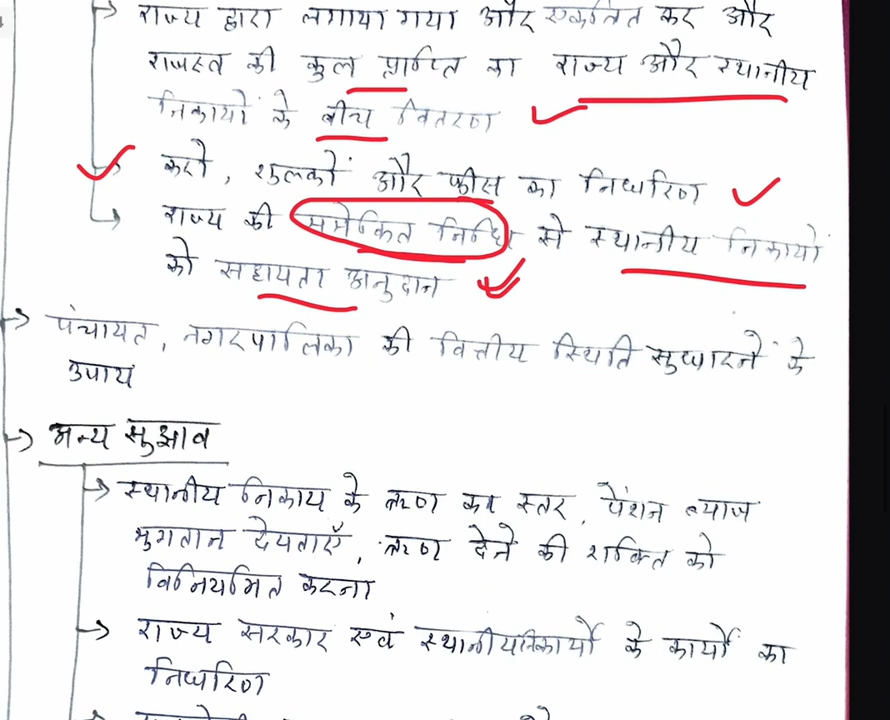 राज्य द्वारा लगाया गया और एकत्रित कर और
राजस्व की कुल प्राप्ति का राज्य और स्थानीय
निकायों के बीच वितरण
करो, शुल्कों और फीस का निर्धारण
राज्य की समेकित निधि से स्थानीय निकायों
को सहायता अनुदान
पंचायत, नगरपालिका की वित्तीय स्थिति सुधारने के
उपाय
अन्य सुझाव
स्थानीय निकाय के ऋण का स्तर, पेंशन ब्याज
भुगतान देयताएँ, ऋण देने की शक्ति को
विनियमित करना
राज्य सरकार एवं स्थानीय निकायों के कार्यों का
निर्धारण